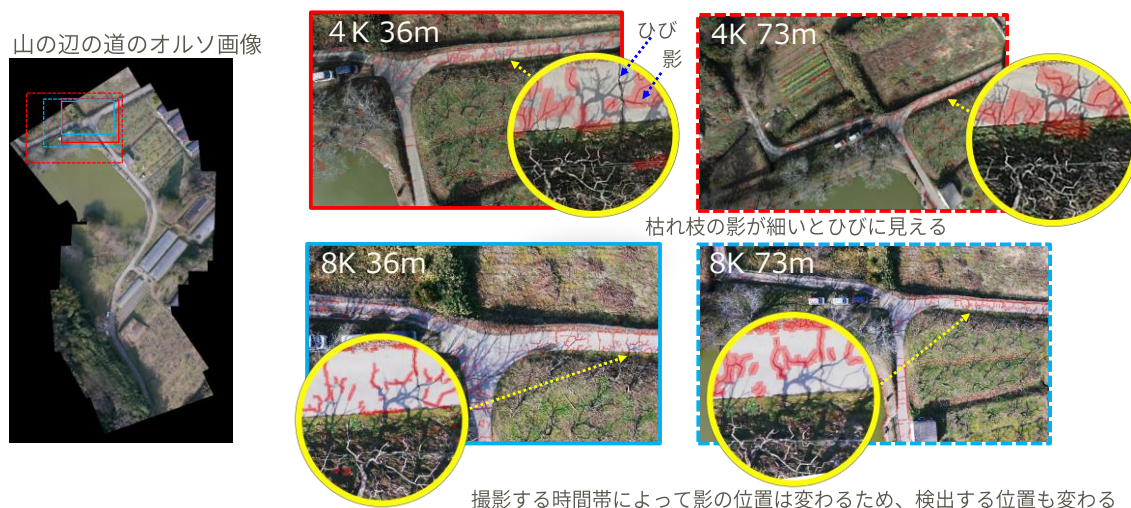 山の辺の道のオルソ画像
4K 36m
ひび
影
4K 73m
枯れ枝の影が細いとひびに見える
8K 36m
8K 73m
撮影する時間帯によって影の位置は変わるため、検出する位置も変わる